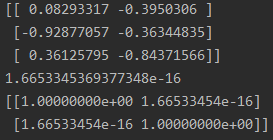 [[ 0.08293317 -0.3950306 ]
 [-0.92877057 -0.36344835]
 [ 0.36125795 -0.84371566]]
1.6653345369377348e-16
[[1.00000000e+00 1.66533454e-16]
 [1.66533454e-16 1.00000000e+00]]